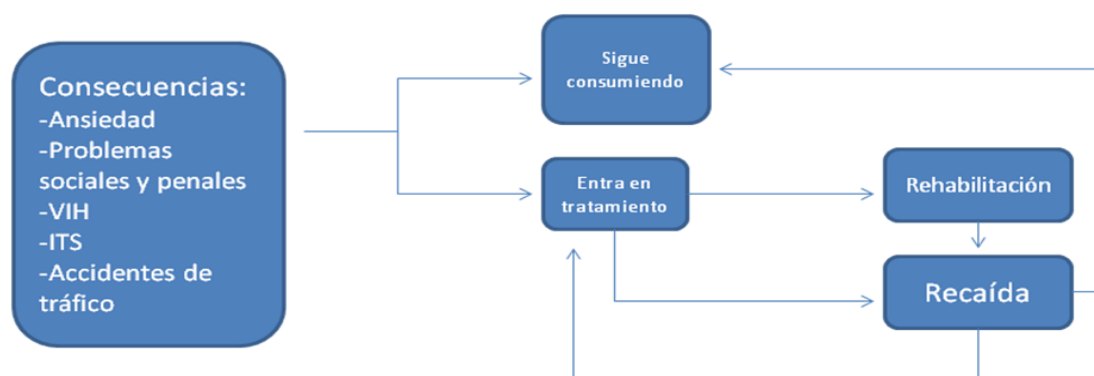 Consecuencias:
-Ansiedad
-Problemas
sociales y penales
-VIH
-ITS
-Accidentes de
tráfico
Sigue
consumiendo
Entra en
tratamiento
Rehabilitación
Recaída